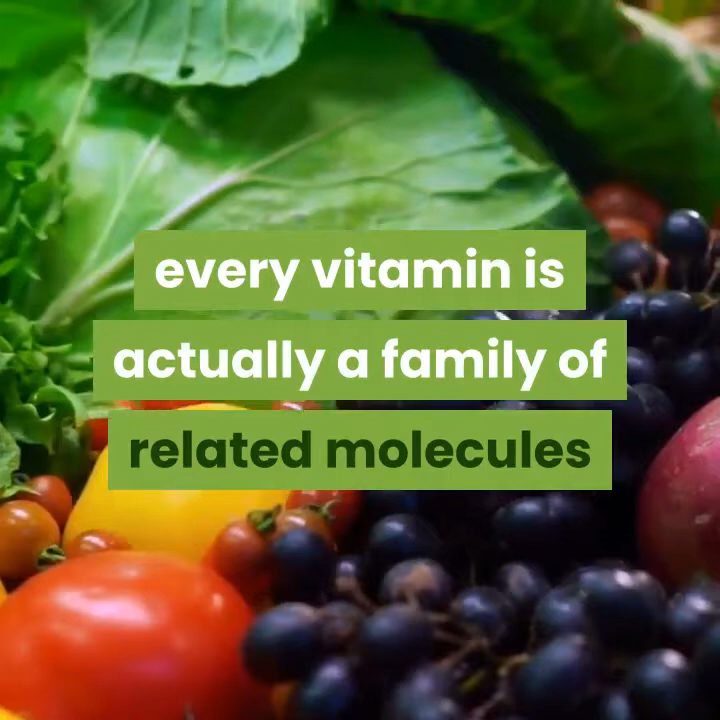 every vitamin is
actually a family of
related molecules